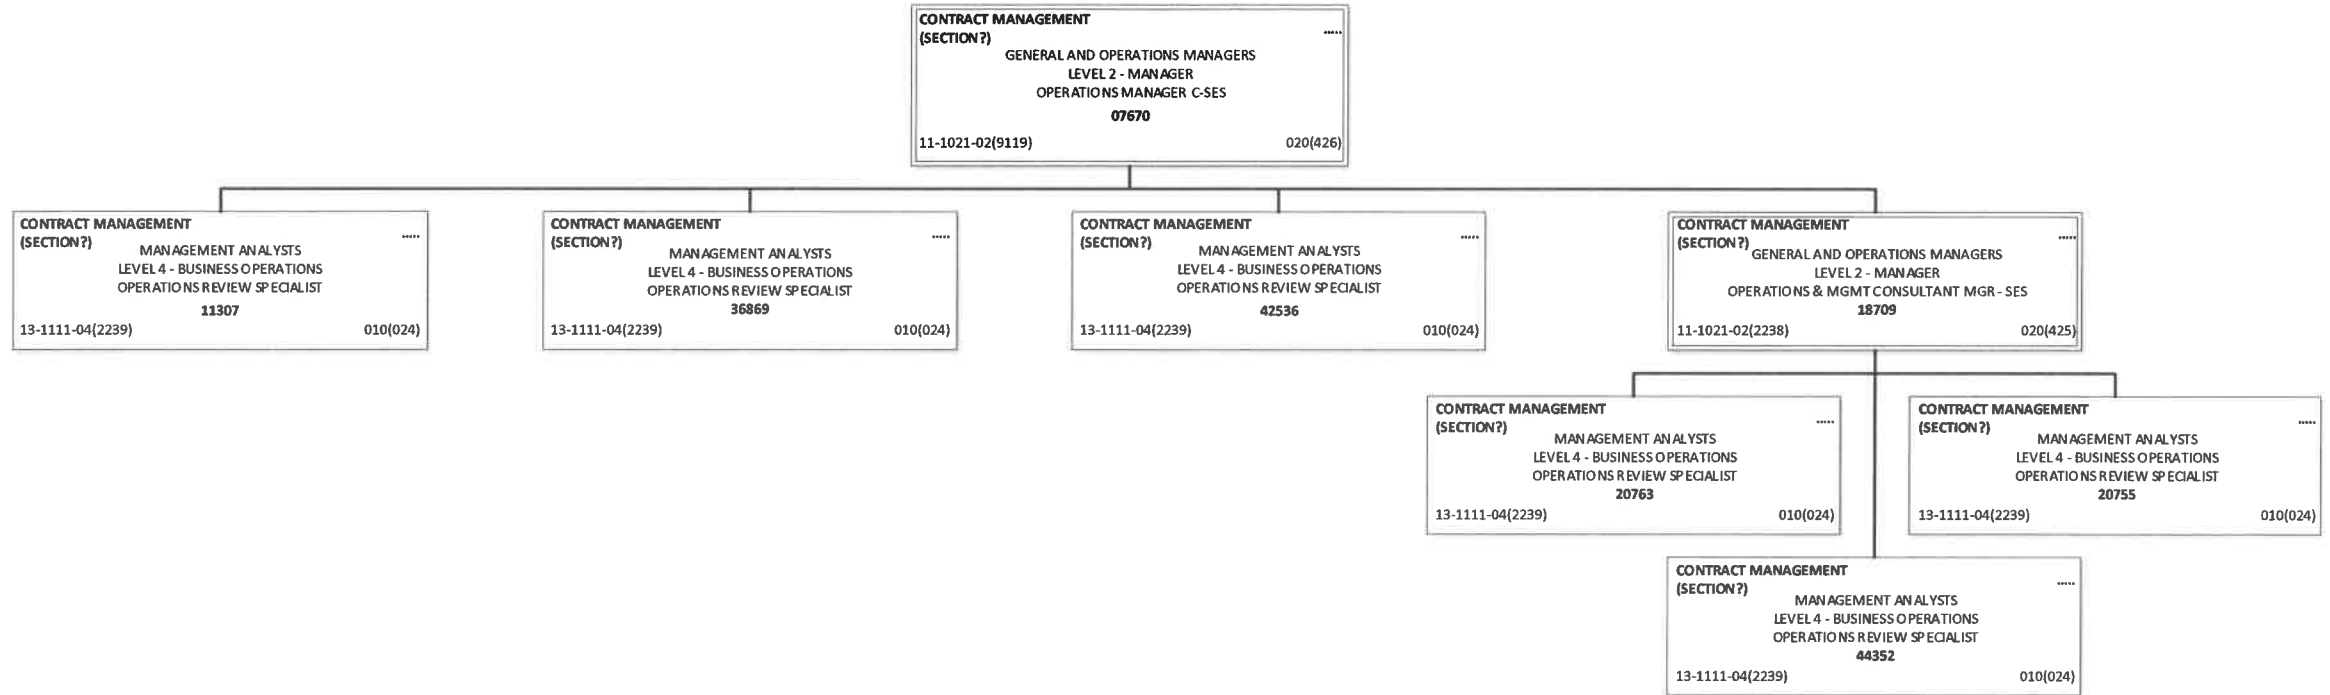 CONTRACT MANAGEMENT
(SECTION?)
.....
GENERAL AND OPERATIONS MANAGERS
LEVEL 2 - MANAGER
OPERATIONS MANAGER C-SES
07670
11-1021-02(9119) 020(426)
CONTRACT MANAGEMENT
(SECTION?)
.....
MANAGEMENT ANALYSTS
LEVEL 4 - BUSINESS OPERATIONS
OPERATIONS REVIEW SPECIALIST
11307
13-1111-04(2239) 010(024)
CONTRACT MANAGEMENT
(SECTION?)
.....
MANAGEMENT ANALYSTS
LEVEL 4 - BUSINESS OPERATIONS
OPERATIONS REVIEW SPECIALIST
36869
13-1111-04(2239) 010(024)
CONTRACT MANAGEMENT
(SECTION?)
.....
MANAGEMENT ANALYSTS
LEVEL 4 - BUSINESS OPERATIONS
OPERATIONS REVIEW SPECIALIST
42536
13-1111-04(2239) 010(024)
CONTRACT MANAGEMENT
(SECTION?)
.....
GENERAL AND OPERATIONS MANAGERS
LEVEL 2 - MANAGER
OPERATIONS & MGMT CONSULTANT MGR - SES
18709
11-1021-02(2238) 020(425)
CONTRACT MANAGEMENT
(SECTION?)
.....
MANAGEMENT ANALYSTS
LEVEL 4 - BUSINESS OPERATIONS
OPERATIONS REVIEW SPECIALIST
20763
13-1111-04(2239) 010(024)
CONTRACT MANAGEMENT
(SECTION?)
.....
MANAGEMENT ANALYSTS
LEVEL 4 - BUSINESS OPERATIONS
OPERATIONS REVIEW SPECIALIST
20755
13-1111-04(2239) 010(024)
CONTRACT MANAGEMENT
(SECTION?)
.....
MANAGEMENT ANALYSTS
LEVEL 4 - BUSINESS OPERATIONS
OPERATIONS REVIEW SPECIALIST
44352
13-1111-04(2239) 010(024)